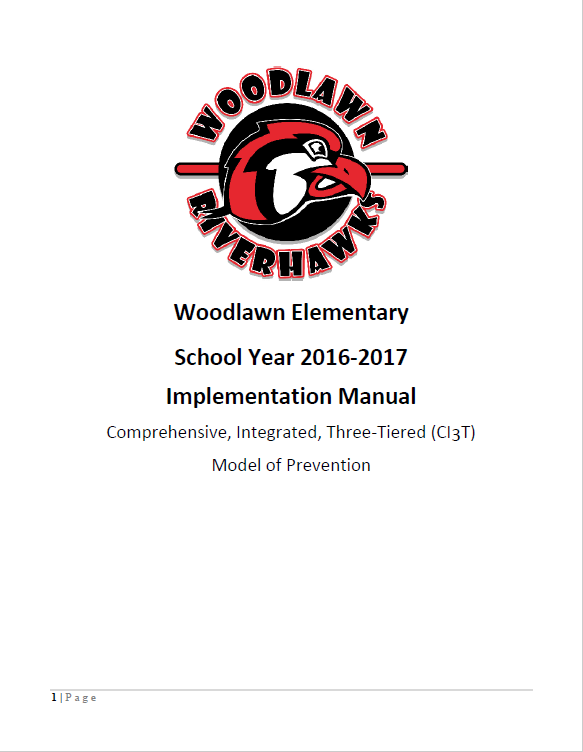 WOODLAWN
RIVERHAWKS
Woodlawn Elementary
School Year 2016-2017
Implementation Manual
Comprehensive, Integrated, Three-Tiered (CI3T)
Model of Prevention
1 | P a g e